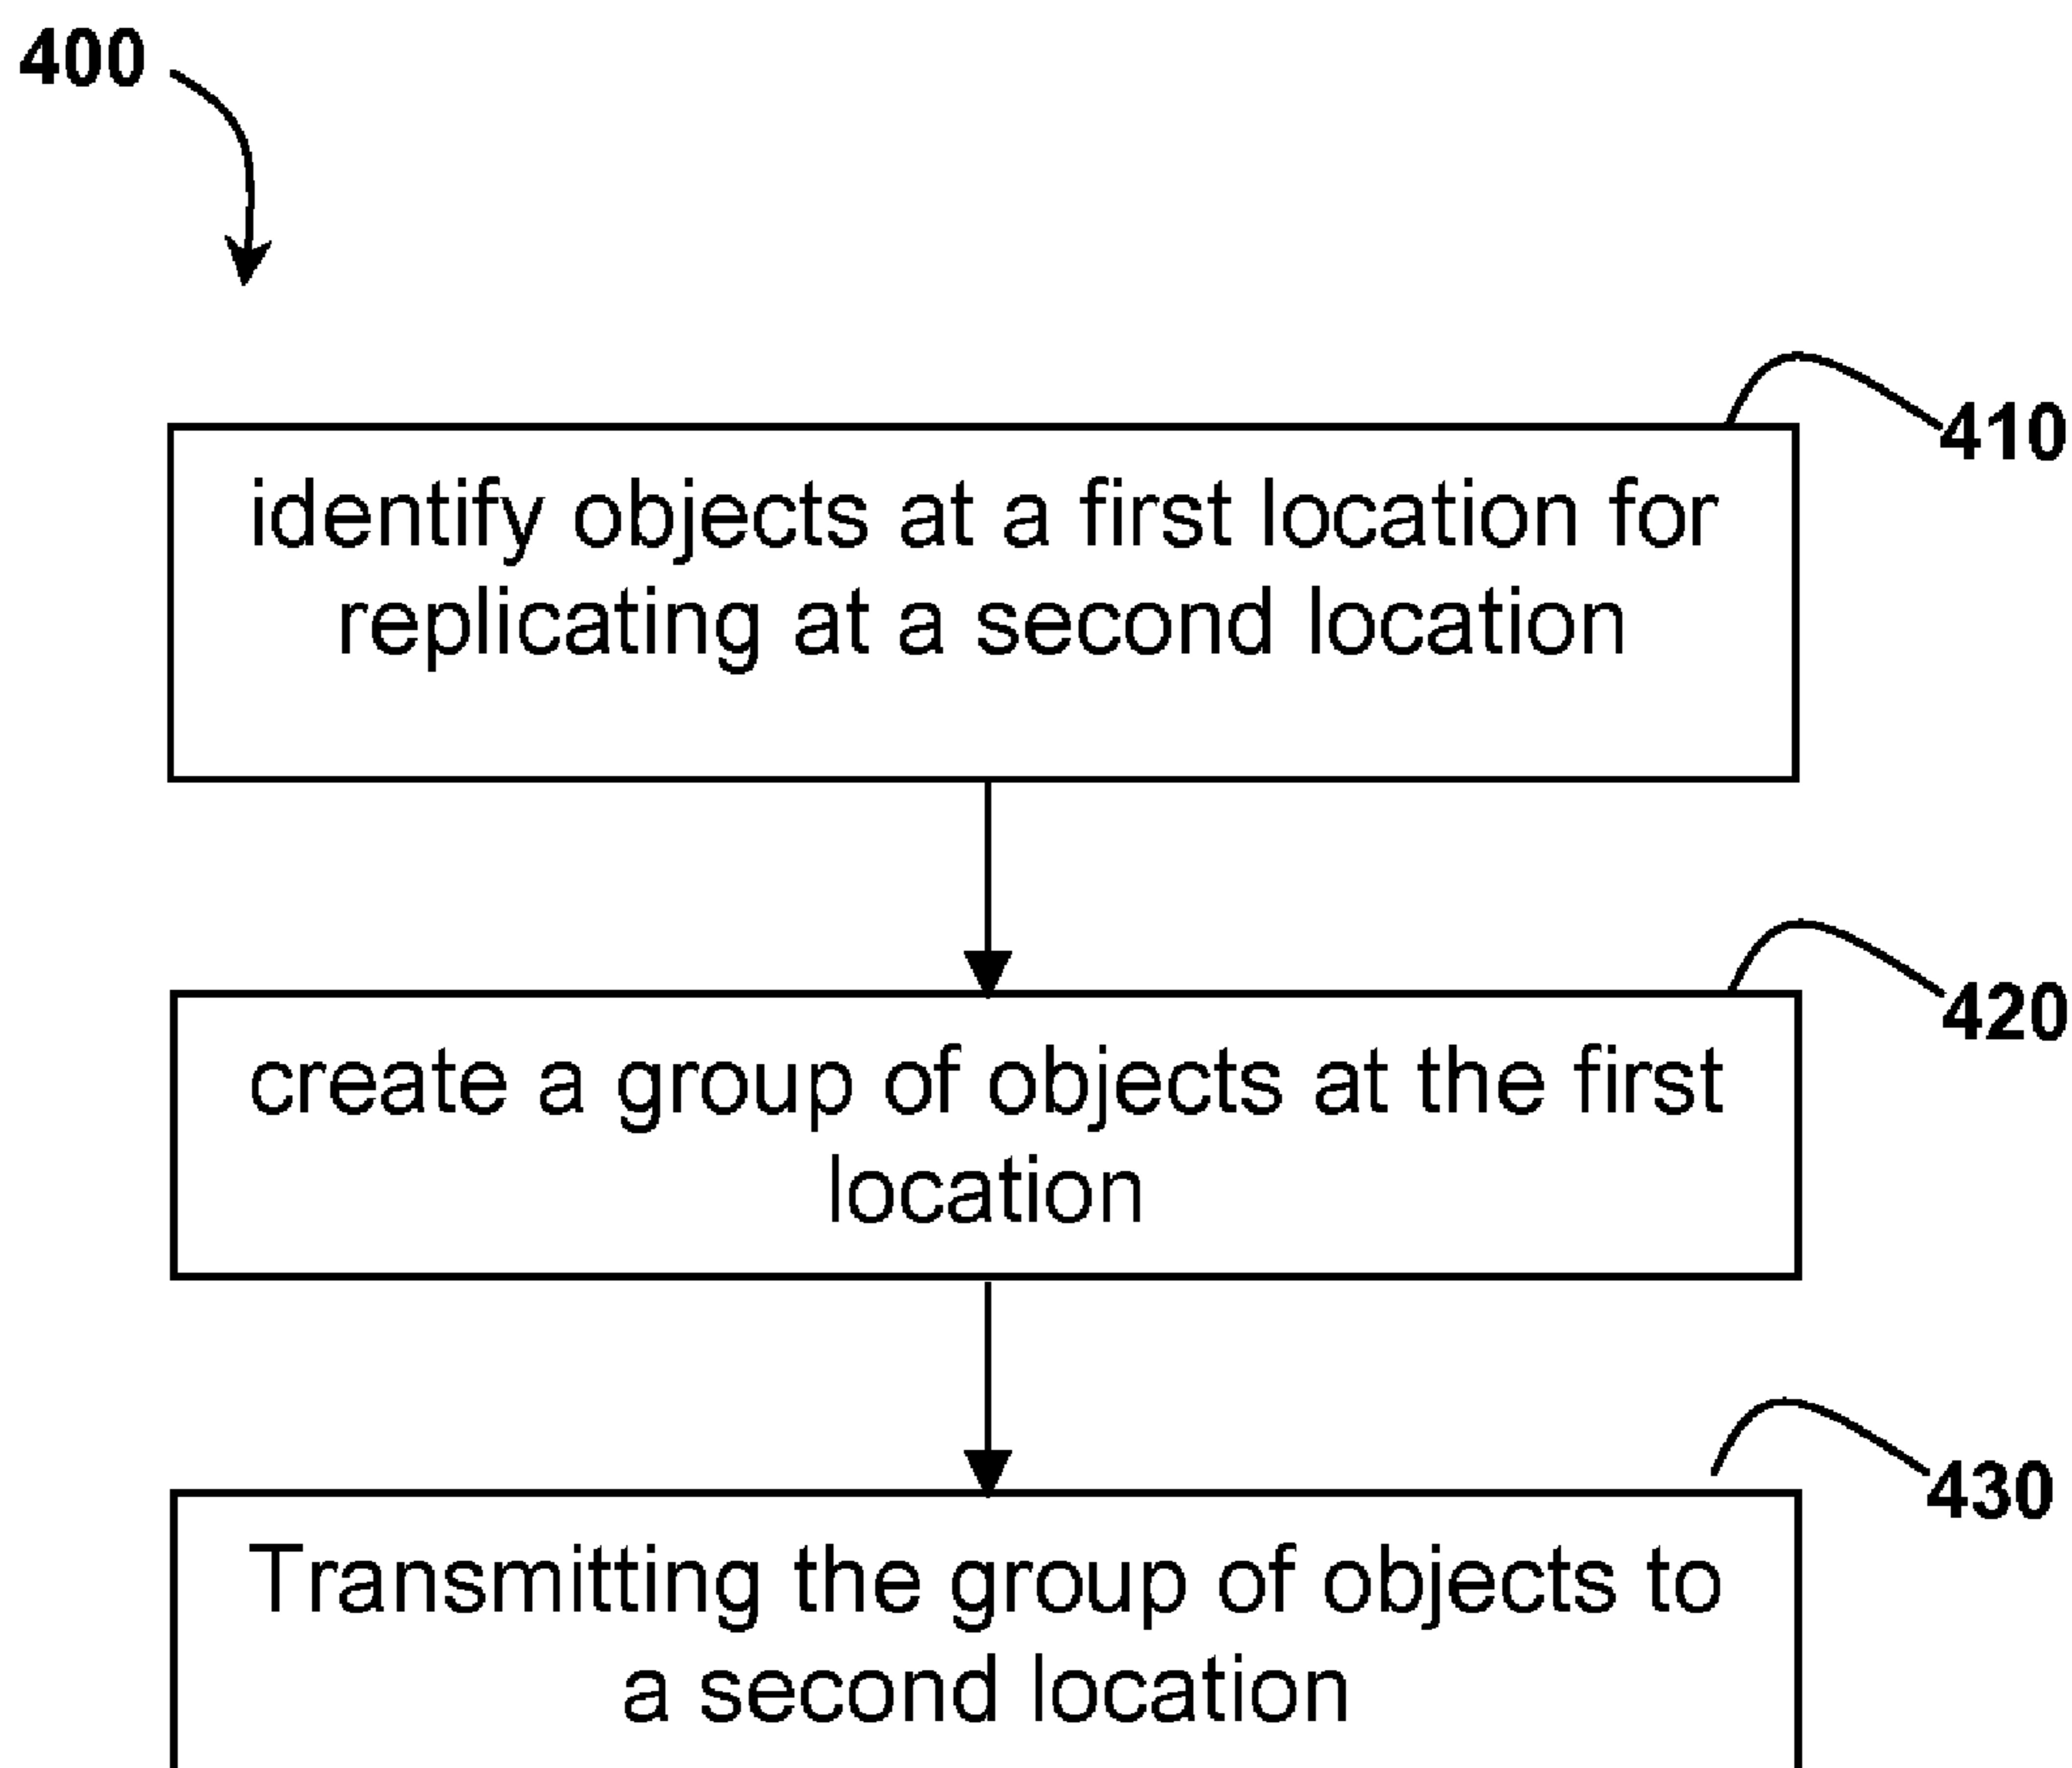 400
410
identify objects at a first location for
replicating at a second location
420
create a group of objects at the first
location
430
Transmitting the group of objects to
a second location